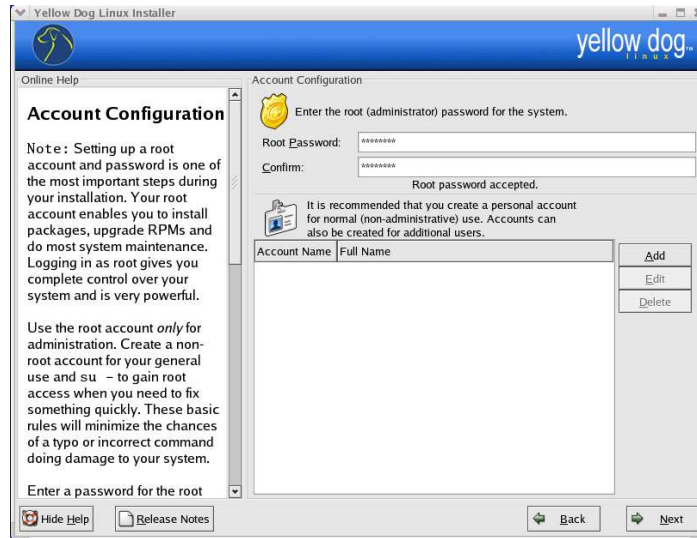 Yellow Dog Linux Installer
yellow dog™
linux
Online Help
Account Configuration
Note: Setting up a root
account and password is one of
the most important steps during
your installation. Your root
account enables you to install
packages, upgrade RPMs and
do most system maintenance.
Logging in as root gives you
complete control over your
system and is very powerful.
Use the root account only for
administration. Create a non-
root account for your general
use and su - to gain root
access when you need to fix
something quickly. These basic
rules will minimize the chances
of a typo or incorrect command
doing damage to your system.
Enter a password for the root
Account Configuration
Enter the root (administrator) password for the system.
Root Password: ********
Confirm: ********
Root password accepted.
It is recommended that you create a personal account
for normal (non-administrative) use. Accounts can
also be created for additional users.
Account Name Full Name
Add
Edit
Delete
Hide Help Release Notes Back Next